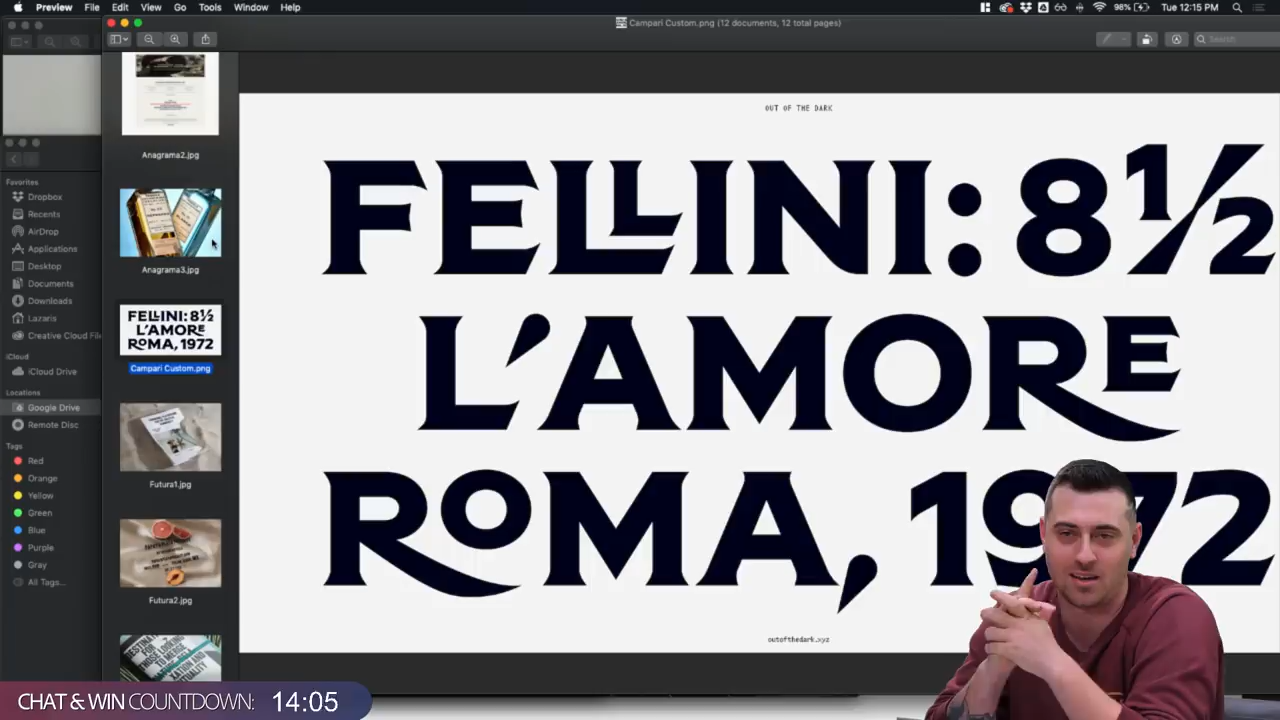 Preview File Edit View Go Tools Window Help
98% Tue 12:15 PM
Campari Custom.png (12 documents, 12 total pages)
Search
Favorites
Dropbox
Recents
AirDrop
Applications
Desktop
Documents
Downloads
Lazaris
Creative Cloud Fil
iCloud
iCloud Drive
Locations
Google Drive
Remote Disc
Tags
Red
Orange
Yellow
Green
Blue
Purple
Gray
All Tags...
Anagrama2.jpg
Anagrama3.jpg
FELLINI: 8½
L'AMORE
ROMA, 1972
Campari Custom.png
Futura1.jpg
Futura2.jpg
OUT OF THE DARK
FELLINI: 8½
L'AMORE
ROMA, 1972
outofthedark.xyz
CHAT & WIN COUNTDOWN: 14:05